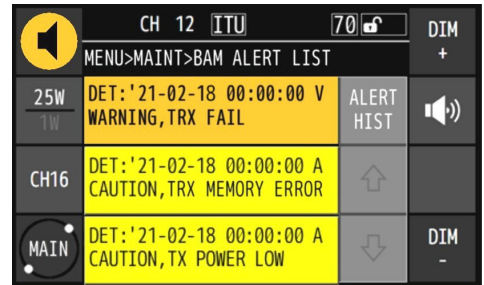 CH 12 ITU 70
DIM
+
MENU>MAINT>BAM ALERT LIST
25W
1W
DET:'21-02-18 00:00:00 V
WARNING,TRX FAIL
ALERT
HIST
CH16
DET:'21-02-18 00:00:00 A
CAUTION,TRX MEMORY ERROR
MAIN
DET:'21-02-18 00:00:00 A
CAUTION,TX POWER LOW
DIM
-